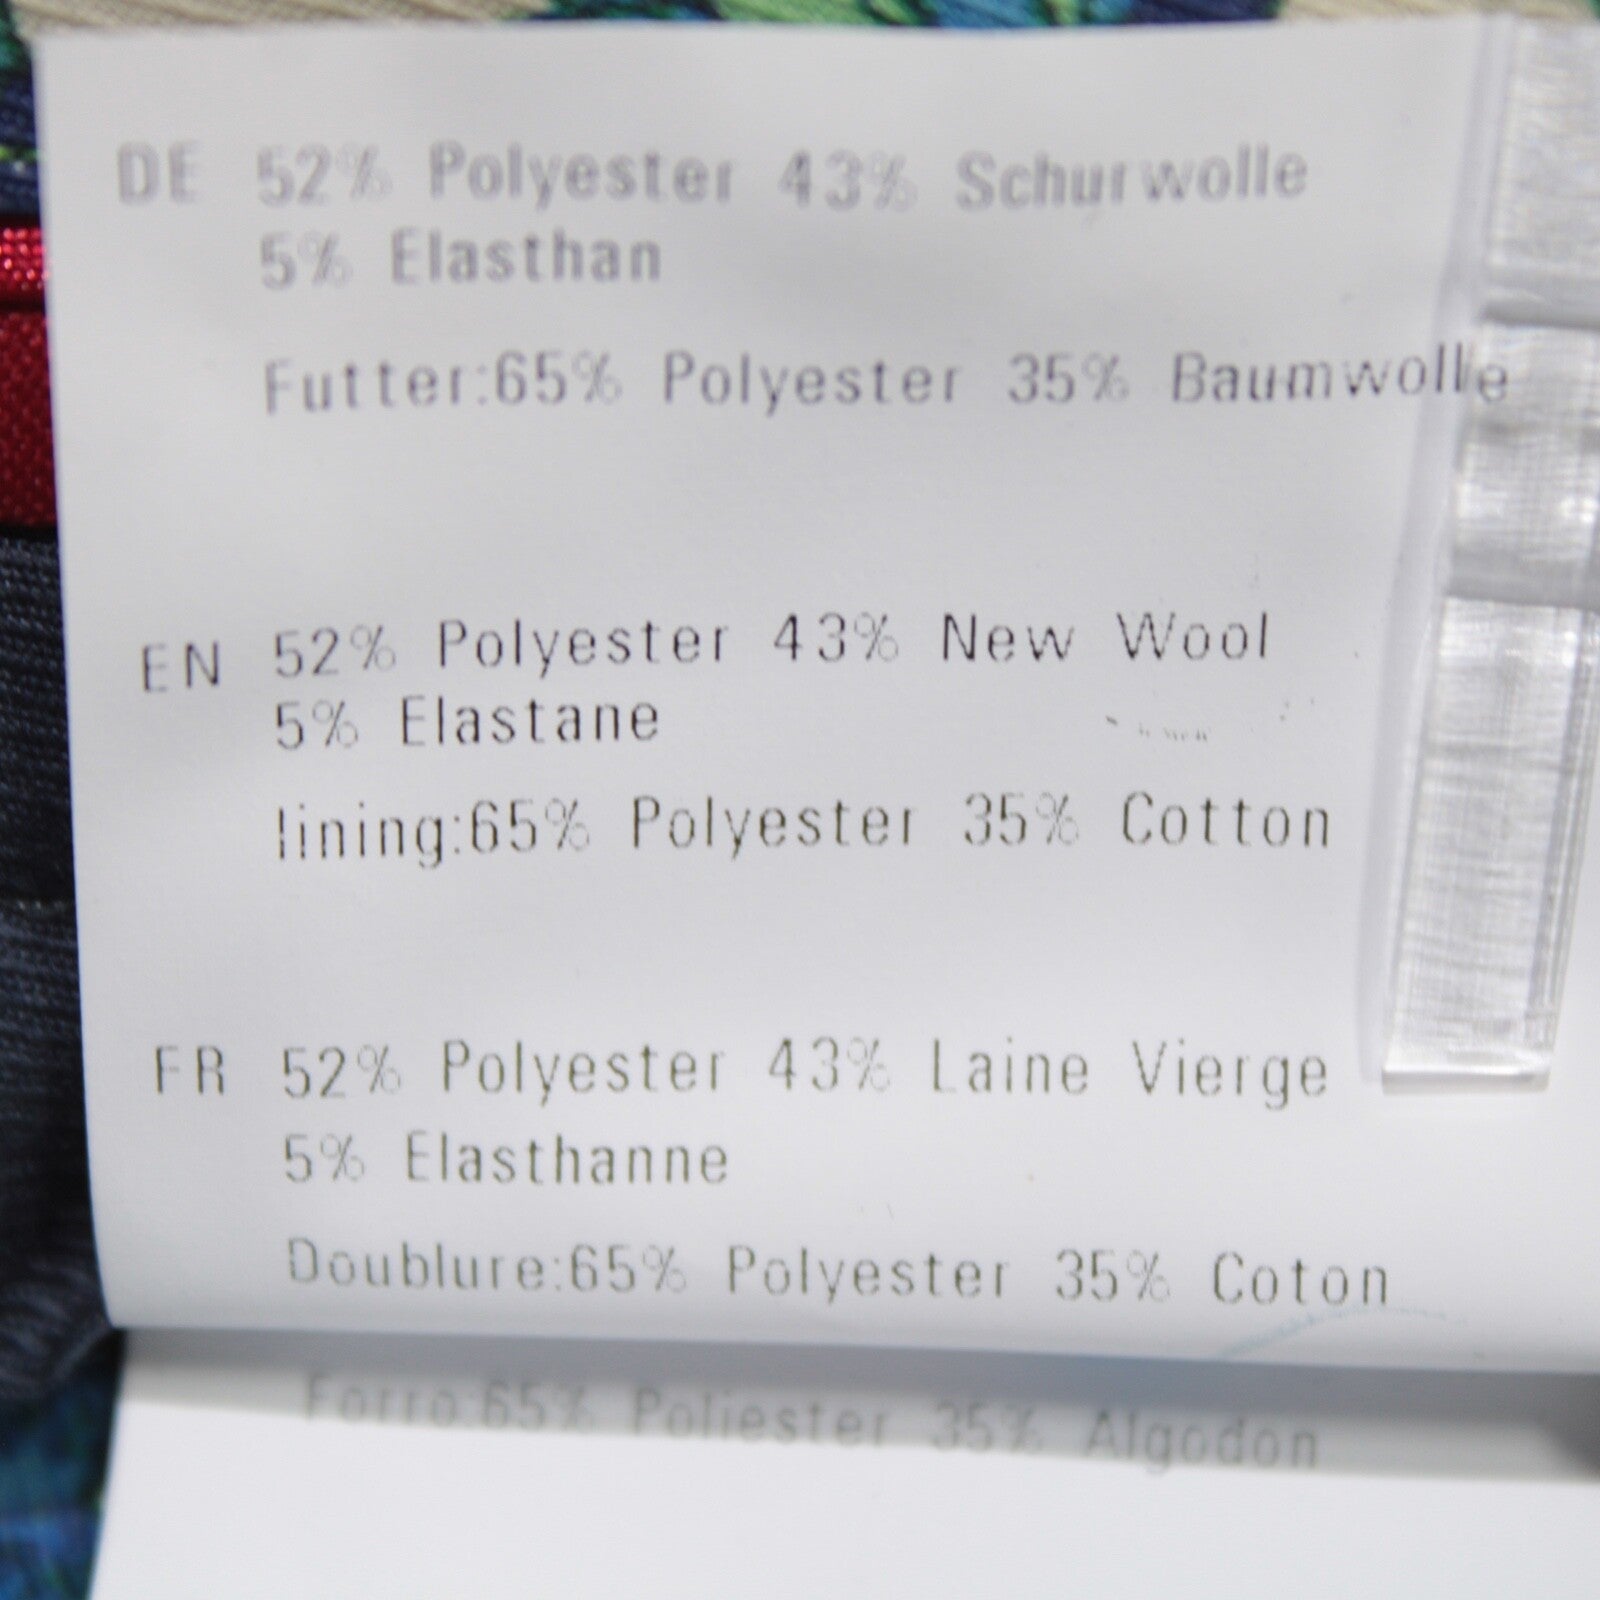 DE 52% Polyester 43% Schurwolle
5% Elasthan
Futter:65% Polyester 35% Baumwolle
EN 52% Polyester 43% New Wool
5% Elastane
lining:65% Polyester 35% Cotton
FR 52% Polyester 43% Laine Vierge
5% Elasthanne
Doublure:65% Polyester 35% Coton
Forro:65% Poliester 35% Algodon